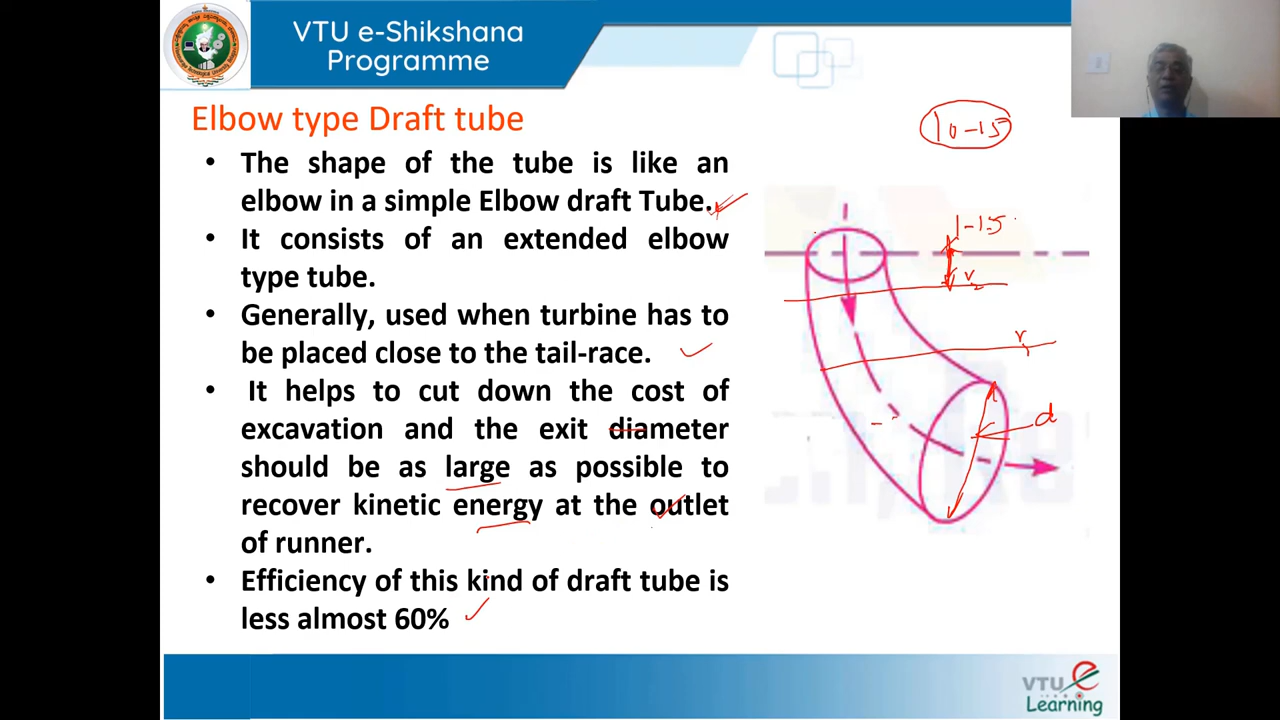 VTU e-Shikshana
Programme
Elbow type Draft tube
• The shape of the tube is like an
elbow in a simple Elbow draft Tube.
• It consists of an extended elbow
type tube.
• Generally, used when turbine has to
be placed close to the tail-race.
• It helps to cut down the cost of
excavation and the exit diameter
should be as large as possible to
recover kinetic energy at the outlet
of runner.
• Efficiency of this kind of draft tube is
less almost 60%
10-15
1-1.5
d
VTU e
Learning